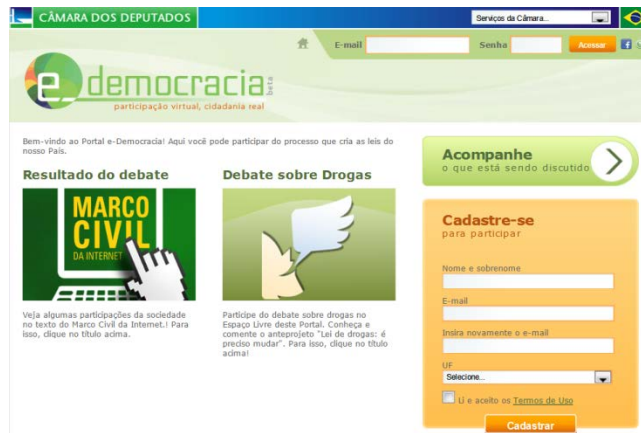 CÂMARA DOS DEPUTADOS
Serviços da Câmara...
E-mail
Senha
Acessar
e democracia beta
participação virtual, cidadania real
Bem-vindo ao Portal e-Democracia! Aqui você pode participar do processo que cria as leis do
nosso País.
Resultado do debate
MARCO
CIVIL
DA INTERNET
Veja algumas participações da sociedade
no texto do Marco Civil da Internet.! Para
isso, clique no título acima.
Debate sobre Drogas
Participe do debate sobre drogas no
Espaço Livre deste Portal. Conheça e
comente o anteprojeto "Lei de drogas: é
preciso mudar". Para isso, clique no título
acima!
Acompanhe
o que está sendo discutido
Cadastre-se
para participar
Nome e sobrenome
E-mail
Insira novamente o e-mail
UF
Selecione...
Li e aceito os Termos de Uso
Cadastrar